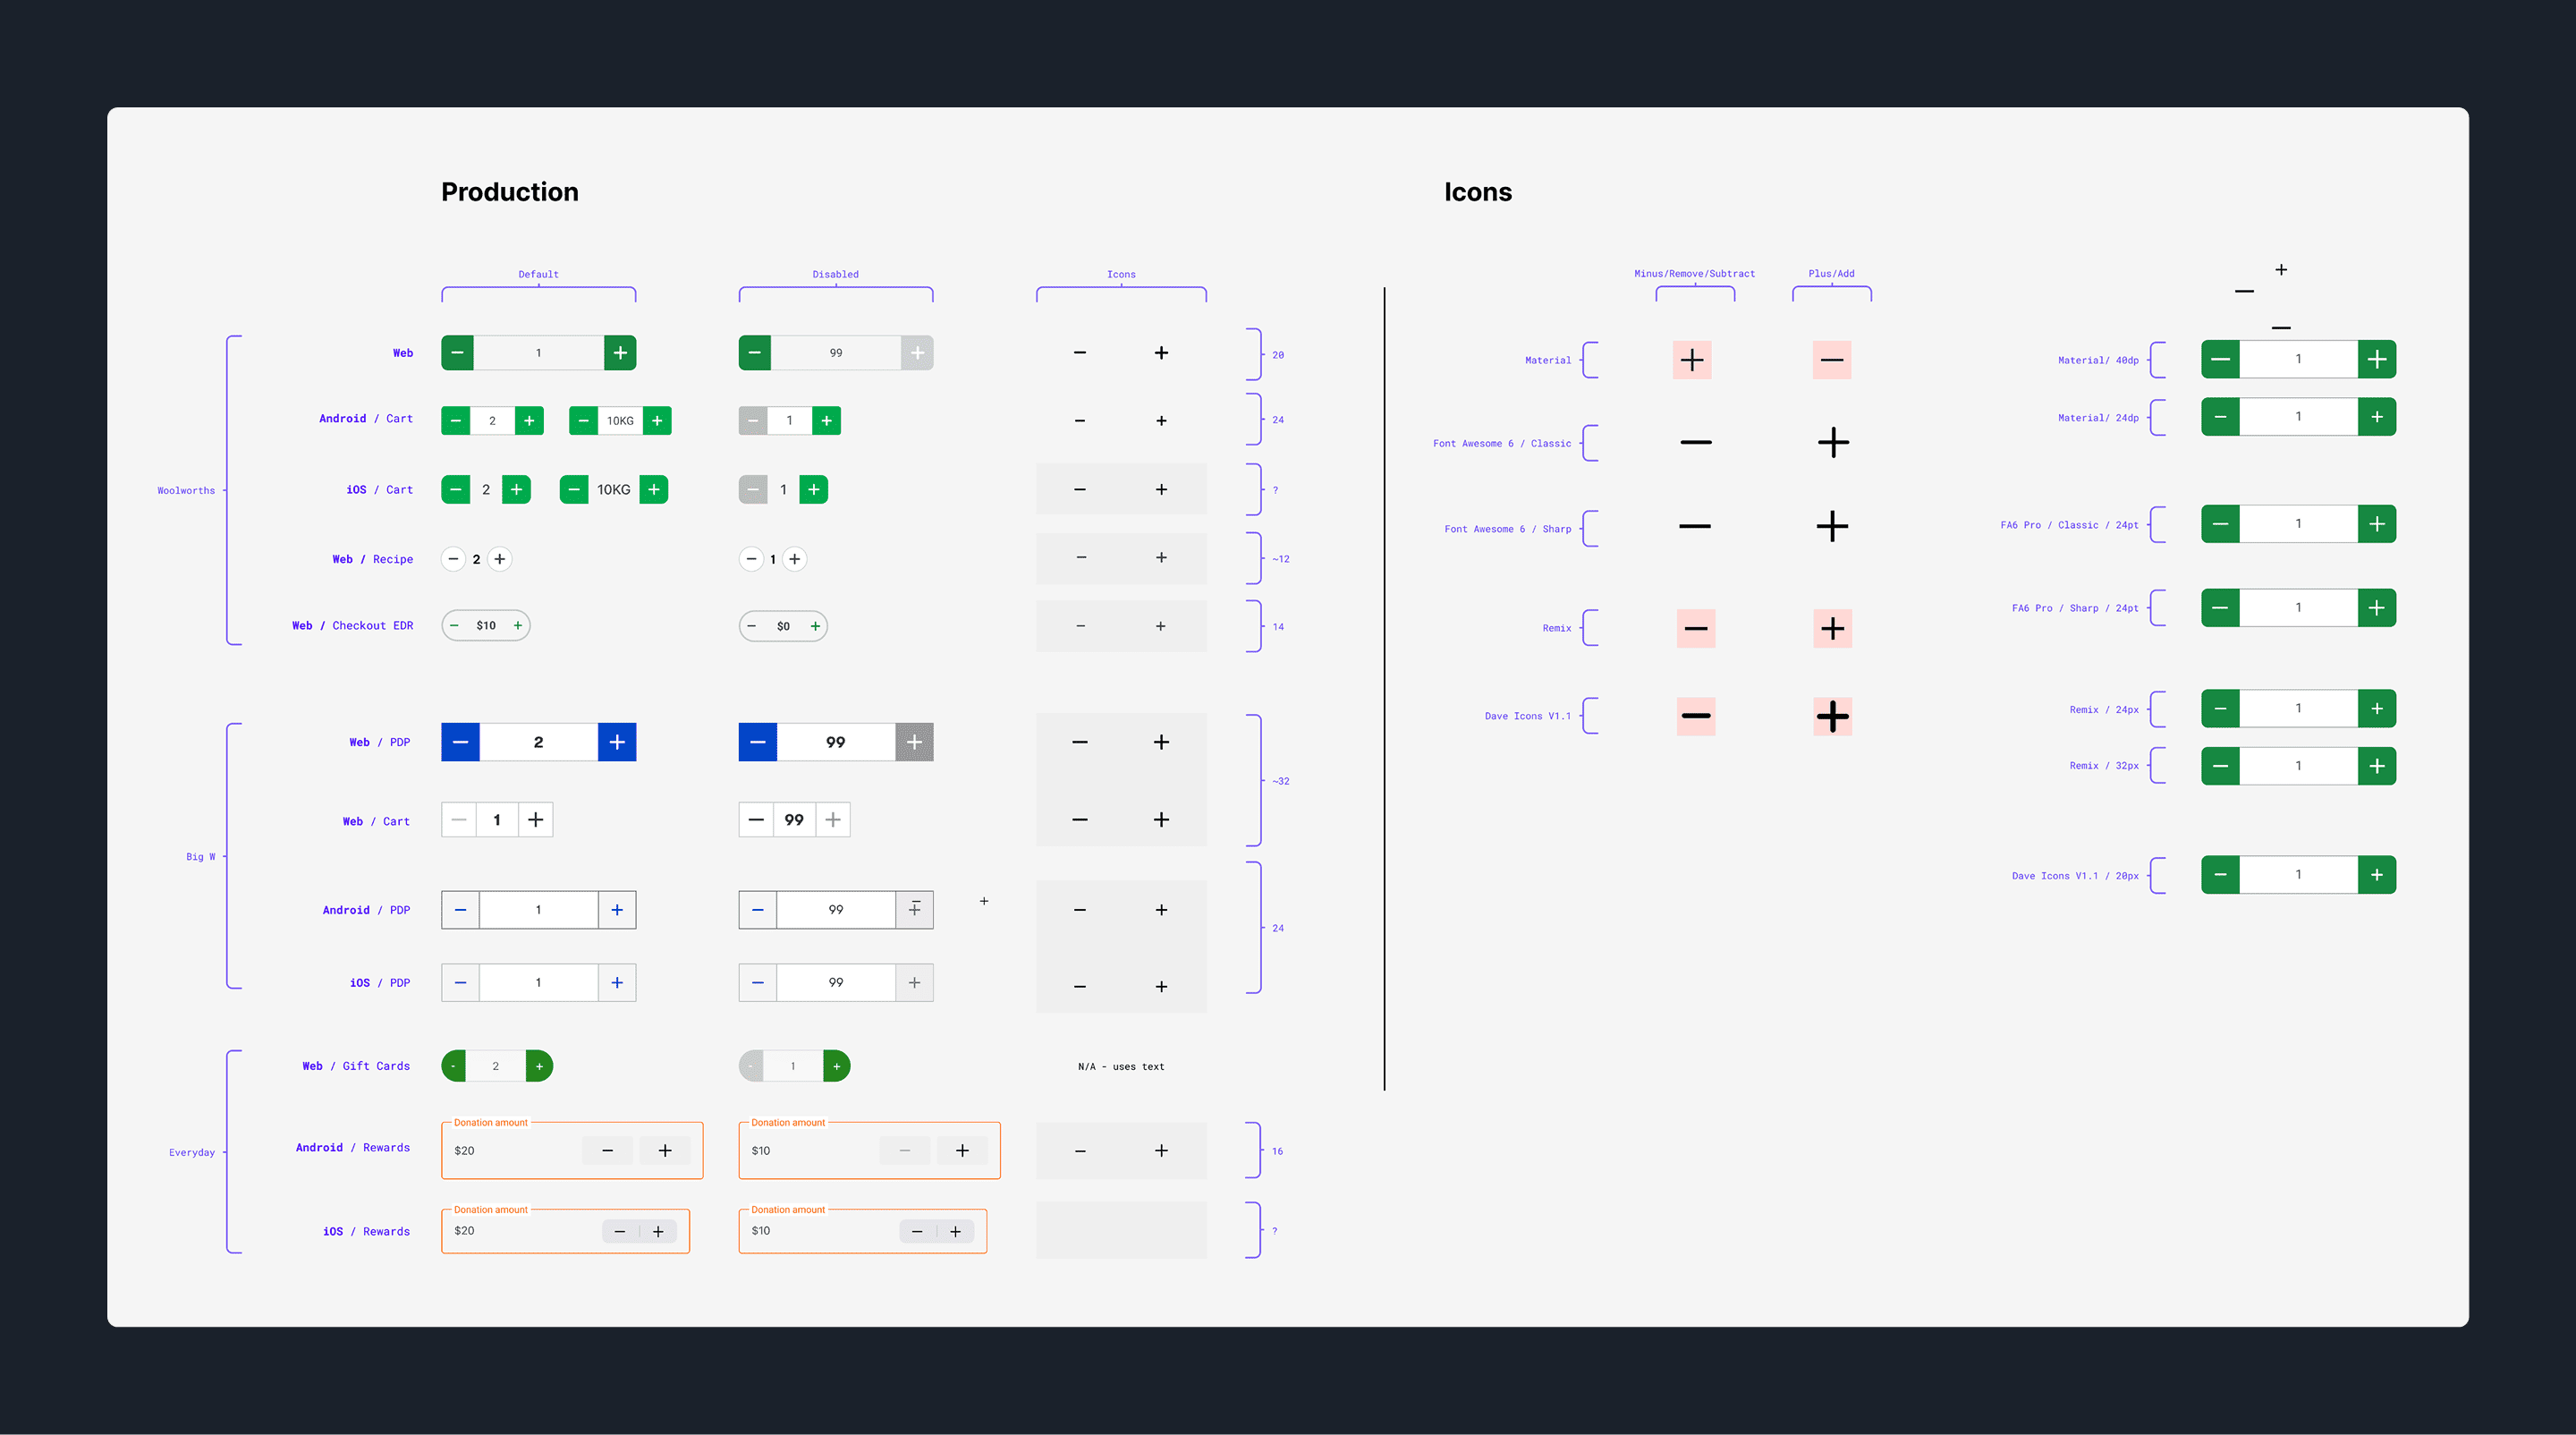 Production
Default
Disabled
Icons
Woolworths
Web
1
99
20
Android / Cart
2
10KG
1
24
iOS / Cart
2
10KG
1
?
Web / Recipe
2
1
~12
Web / Checkout EDR
$10
$0
14
Big W
Web / PDP
2
99
~32
Web / Cart
1
99
Android / PDP
1
99
24
iOS / PDP
1
99
Everyday
Web / Gift Cards
- 2 +
- 1 +
N/A - uses text
Android / Rewards
Donation amount
$20
Donation amount
$10
16
iOS / Rewards
Donation amount
$20
Donation amount
$10
?
Icons
Minus/Remove/Subtract
Plus/Add
Material
Font Awesome 6 / Classic
Font Awesome 6 / Sharp
Remix
Dave Icons V1.1
Material/ 40dp
1
Material/ 24dp
1
FA6 Pro / Classic / 24pt
1
FA6 Pro / Sharp / 24pt
1
Remix / 24px
1
Remix / 32px
1
Dave Icons V1.1 / 20px
1